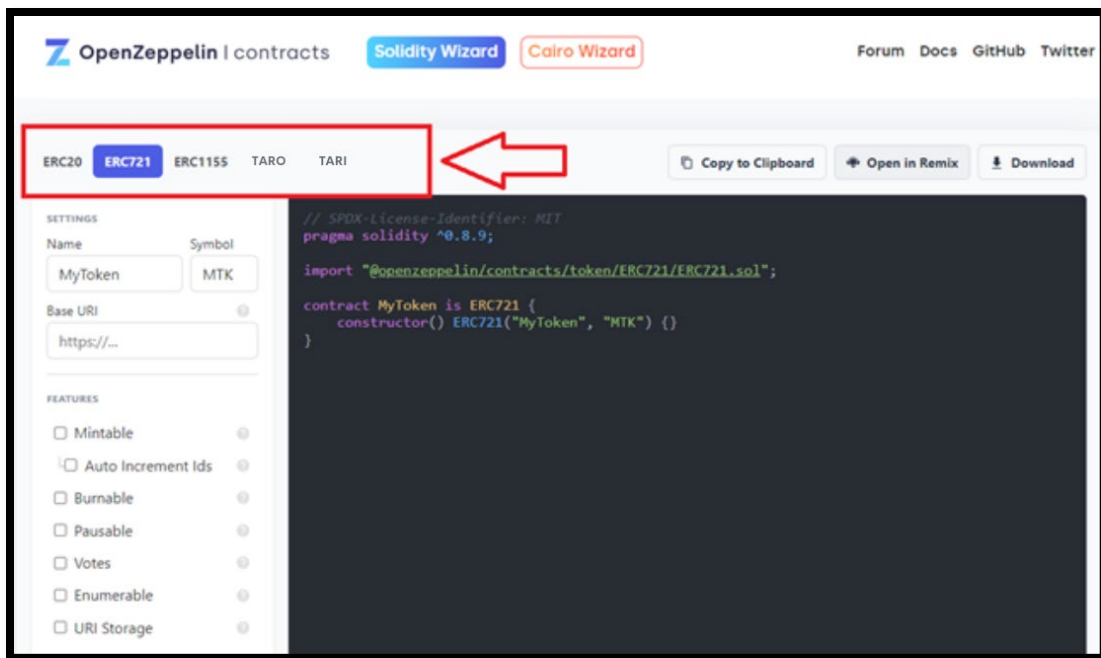 OpenZeppelin | contracts Solidity Wizard Cairo Wizard Forum Docs GitHub Twitter
ERC20 ERC721 ERC1155 TARO TARI Copy to Clipboard Open in Remix Download
SETTINGS
Name Symbol
MyToken MTK
Base URI
https://...
FEATURES
Mintable
Auto Increment Ids
Burnable
Pausable
Votes
Enumerable
URI Storage
// SPDX-License-Identifier: MIT
pragma solidity ^0.8.9;
import "@openzeppelin/contracts/token/ERC721/ERC721.sol";
contract MyToken is ERC721 {
constructor() ERC721("MyToken", "MTK") {}
}